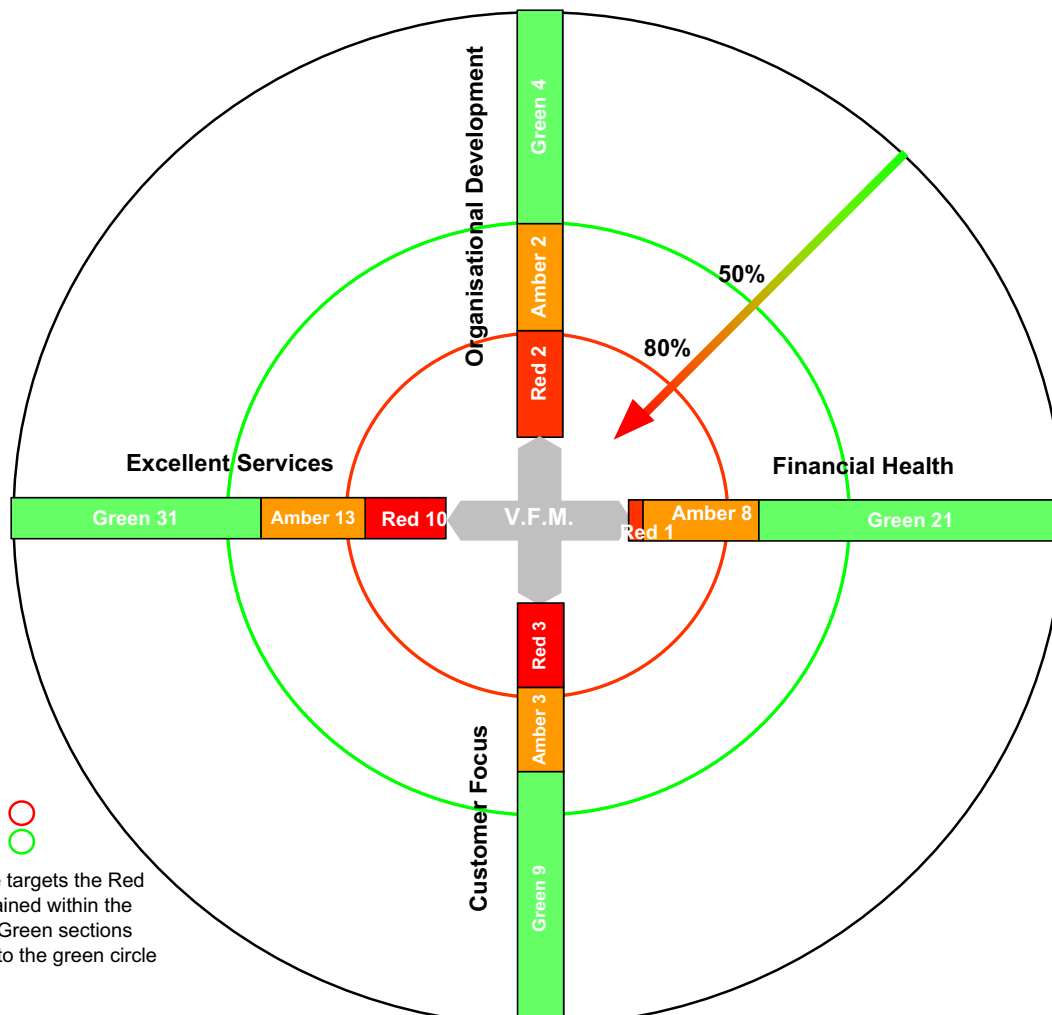 Organisational Development
Green 4
Amber 2
Red 2
50%
80%
Excellent Services
Financial Health
Green 31
Amber 13
Red 10
V.F.M.
Red 1
Amber 8
Green 21
Red 3
Amber 3
Green 9
Customer Focus
targets the Red
within the
Green sections
to the green circle